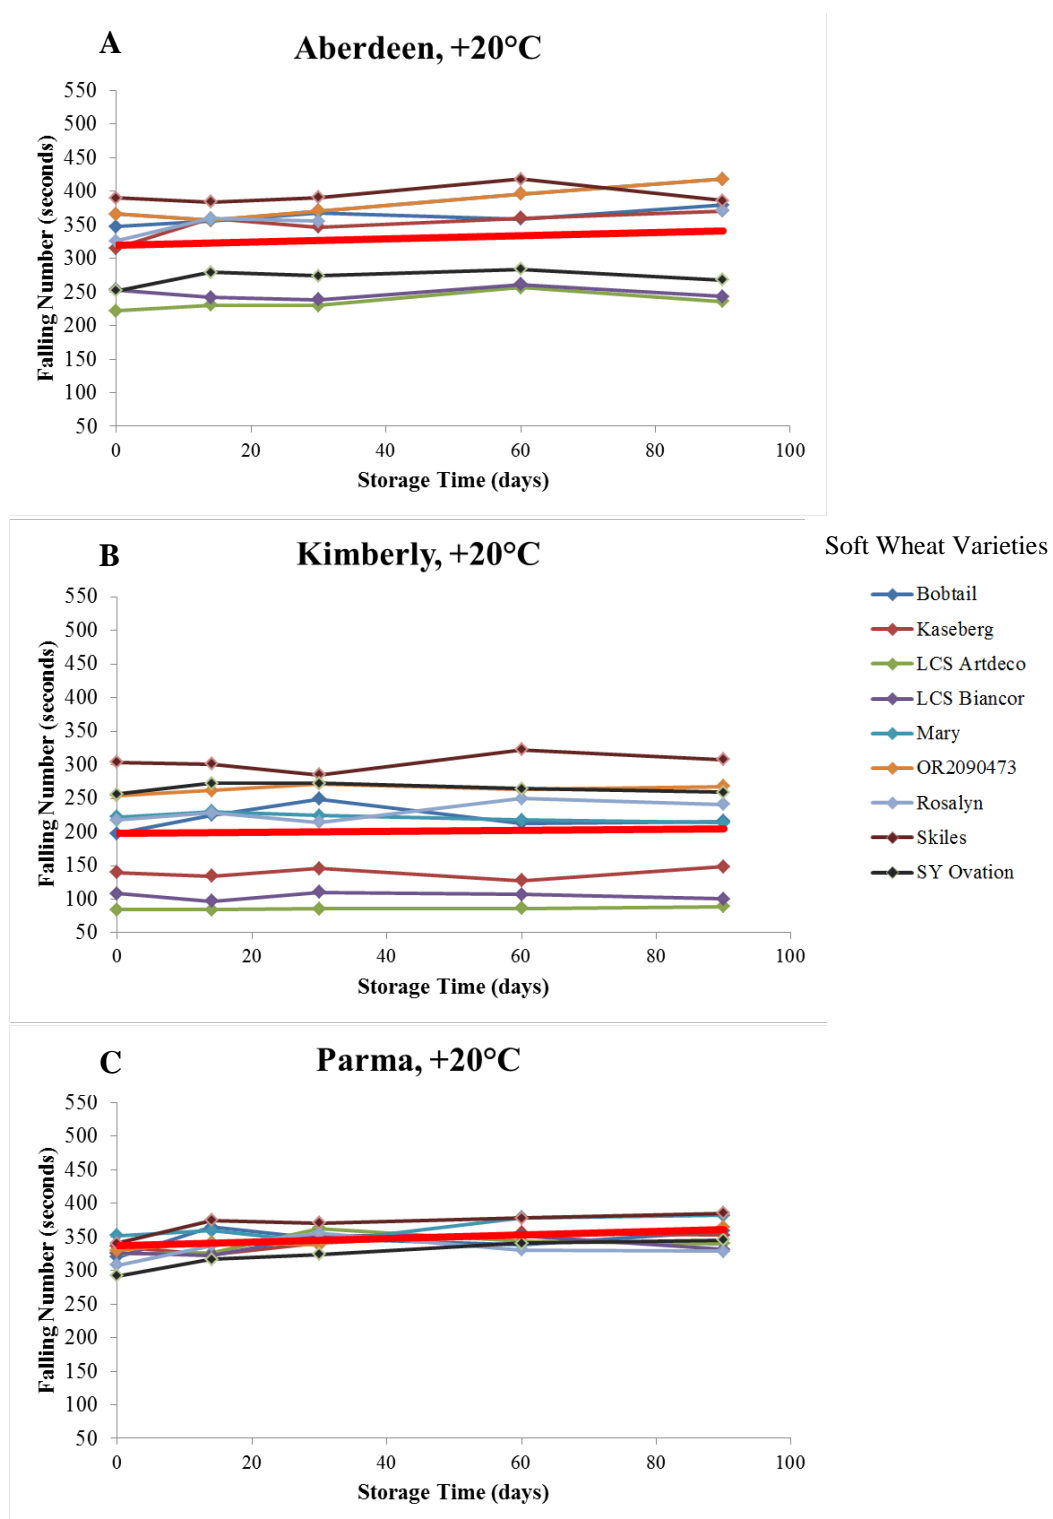 A
Aberdeen, +20°C
Falling Number (seconds)
550
500
450
400
350
300
250
200
150
100
50
0 20 40 60 80 100
Storage Time (days)
B
Kimberly, +20°C
Falling Number (seconds)
550
500
450
400
350
300
250
200
150
100
50
0 20 40 60 80 100
Storage Time (days)
Soft Wheat Varieties
Bobtail
Kaseberg
LCS Artdeco
LCS Biancor
Mary
OR2090473
Rosalyn
Skiles
SY Ovation
C
Parma, +20°C
Falling Number (seconds)
550
500
450
400
350
300
250
200
150
100
50
0 20 40 60 80 100
Storage Time (days)